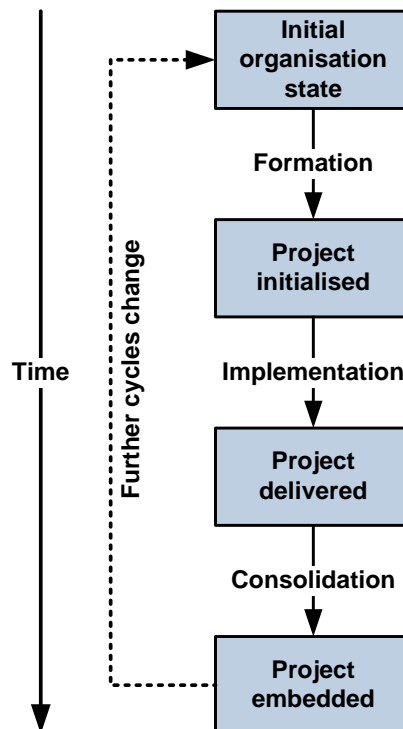 Initial
organisation
state
Formation
Project
initialised
Time
Further cycles change
Implementation
Project
delivered
Consolidation
Project
embedded